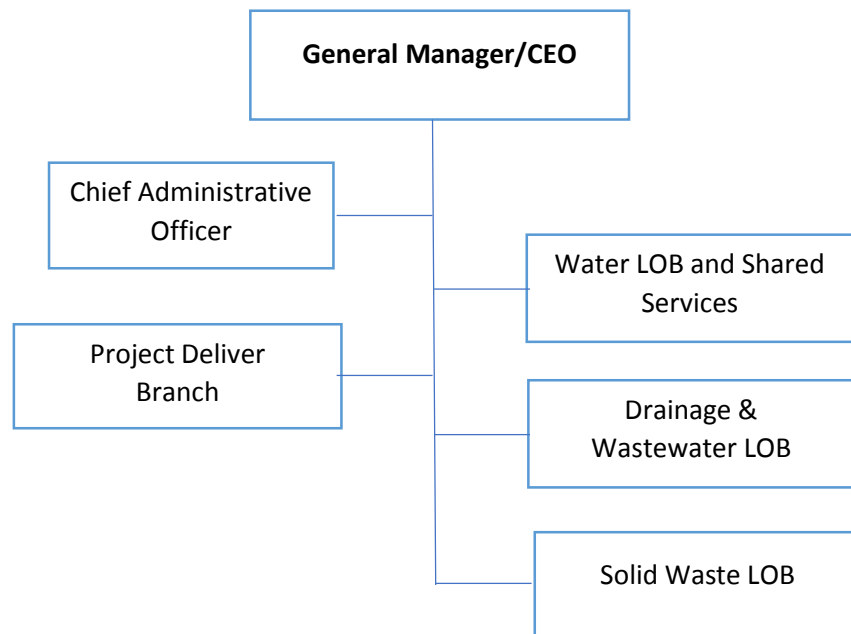 General Manager/CEO
Chief Administrative
Officer
Water LOB and Shared
Services
Project Deliver
Branch
Drainage &
Wastewater LOB
Solid Waste LOB